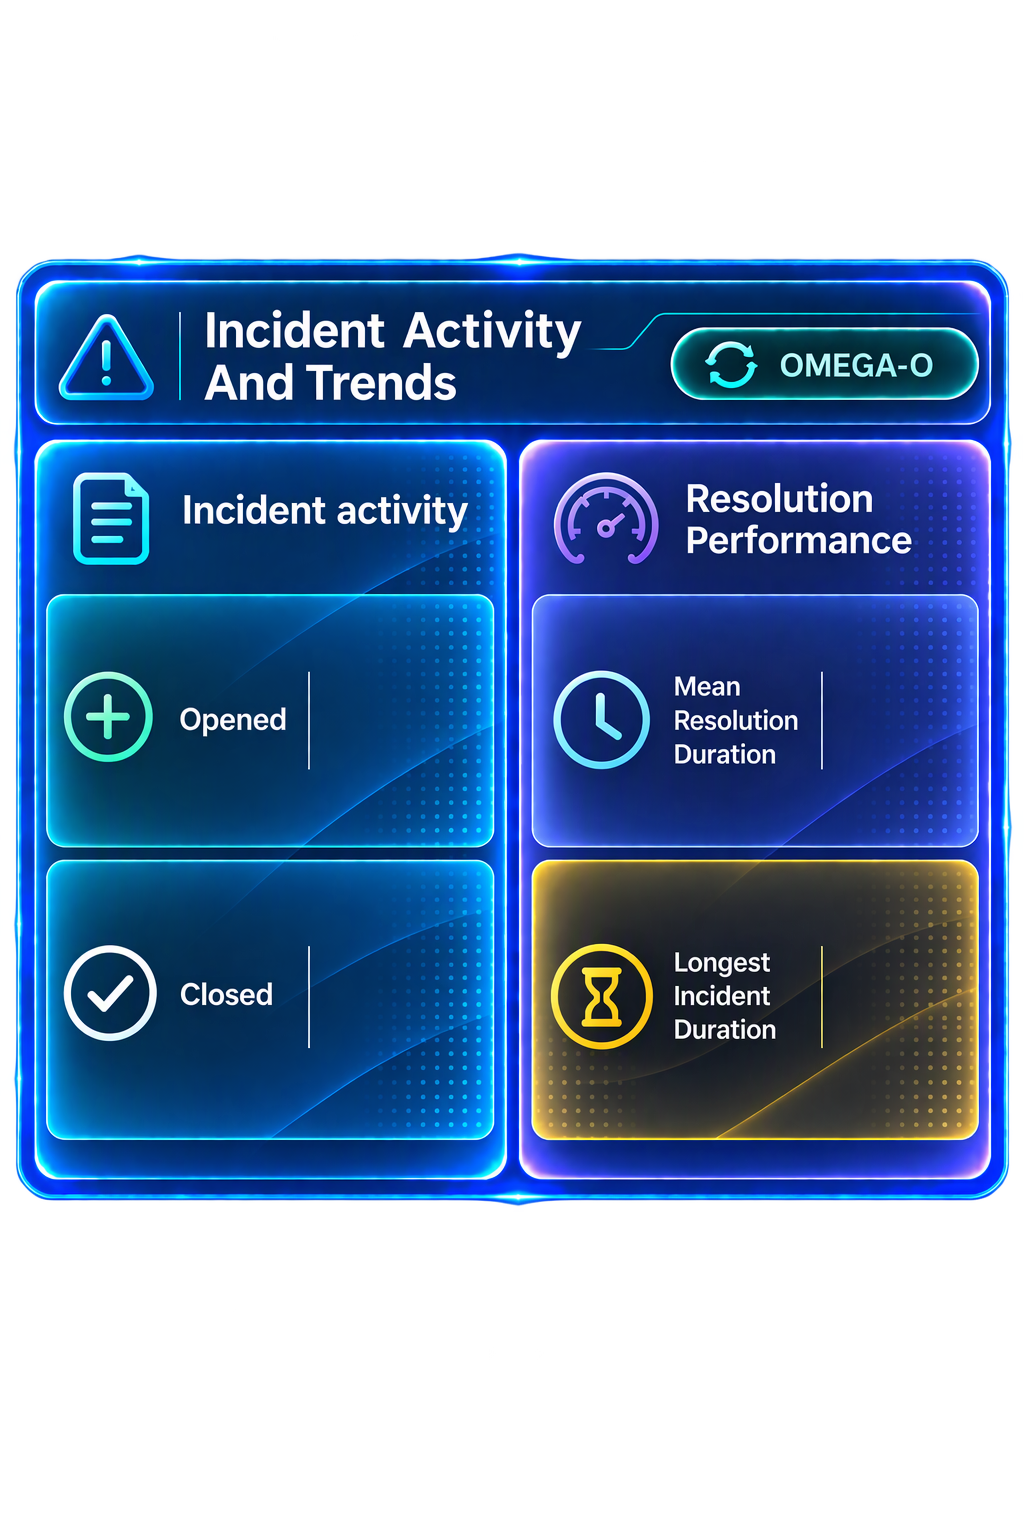 Incident Activity
And Trends
OMEGA-O
Incident activity
Opened
Closed
Resolution
Performance
Mean
Resolution
Duration
Longest
Incident
Duration